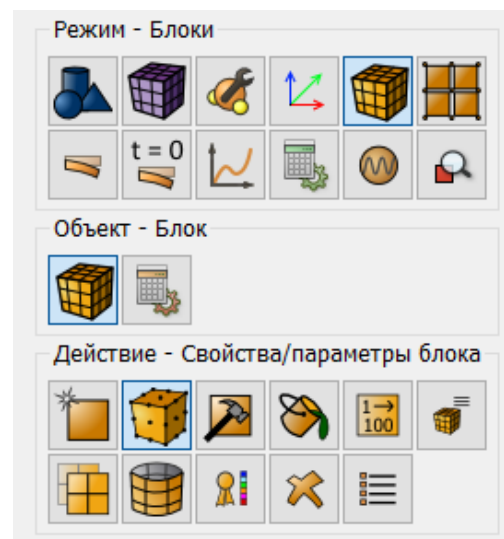 Режим - Блоки
t = 0
Объект - Блок
Действие - Свойства/параметры блока
1→
100